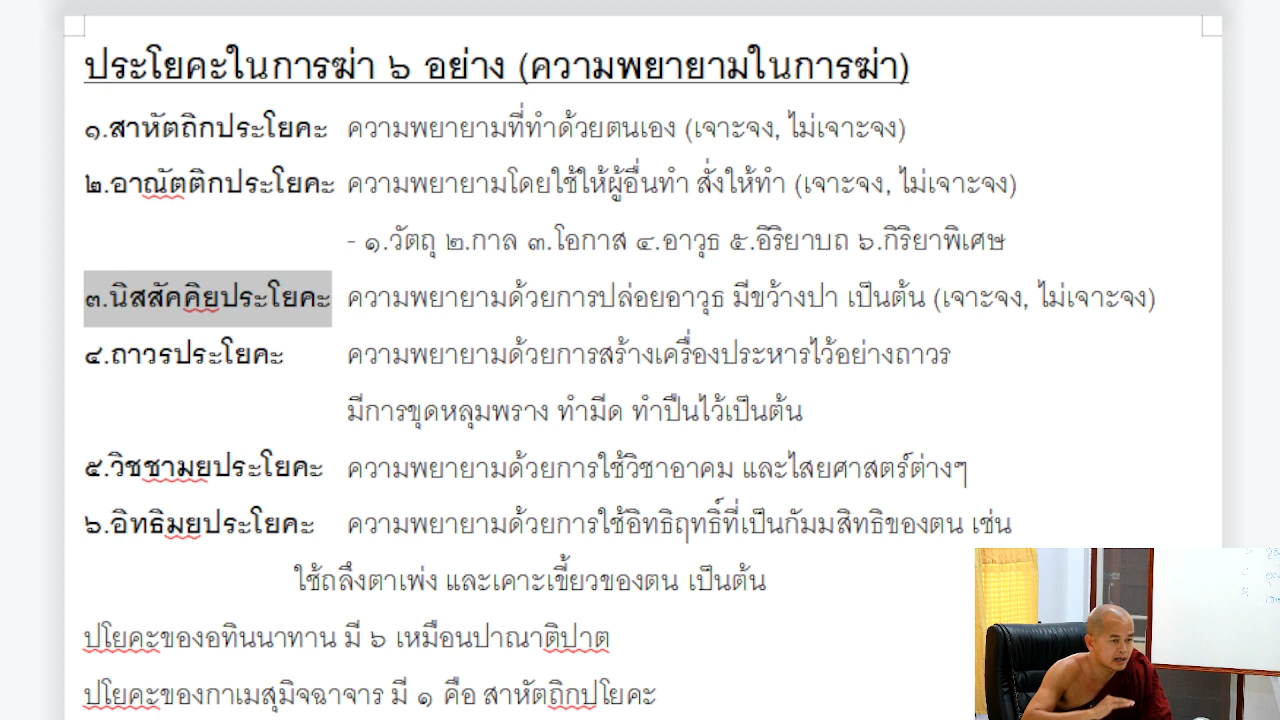 ประโยคะในการฆ่า ๖ อย่าง (ความพยายามในการฆ่า)
๑.สาหัตถิกประโยคะ ความพยายามที่ทำด้วยตนเอง (เจาะจง, ไม่เจาะจง)
๒.อาณัตติกประโยคะ ความพยายามโดยใช้ให้ผู้อื่นทำ สั่งให้ทำ (เจาะจง, ไม่เจาะจง)
- ๑.วัตถุ ๒.กาล ๓.โอกาส ๔.อาวุธ ๕.อิริยาบถ ๖.กิริยาพิเศษ
๓.นิสสัคคิยประโยคะ ความพยายามด้วยการปล่อยอาวุธ มีขว้างปา เป็นต้น (เจาะจง, ไม่เจาะจง)
๔.ถาวรประโยคะ ความพยายามด้วยการสร้างเครื่องประหารไว้อย่างถาวร
มีการขุดหลุมพราง ทำมีด ทำปืนไว้เป็นต้น
๕.วิชชามยประโยคะ ความพยายามด้วยการใช้วิชาอาคม และไสยศาสตร์ต่างๆ
๖.อิทธิมยประโยคะ ความพยายามด้วยการใช้อิทธิฤทธิ์ที่เป็นกัมมสิทธิของตน เช่น
ใช้ถลึงตาเพ่ง และเคาะเขี้ยวของตน เป็นต้น
ปโยคะของอทินนาทาน มี ๖ เหมือนปาณาติปาต
ปโยคะของกาเมสุมิจฉาจาร มี ๑ คือ สาหัตถิกปโยคะ